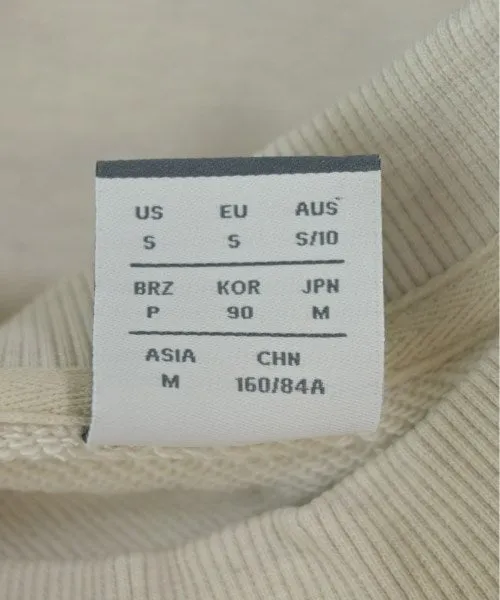 US EU AUS
S S S/10
BRZ KOR JPN
P 90 M
ASIA CHN
M 160/84A